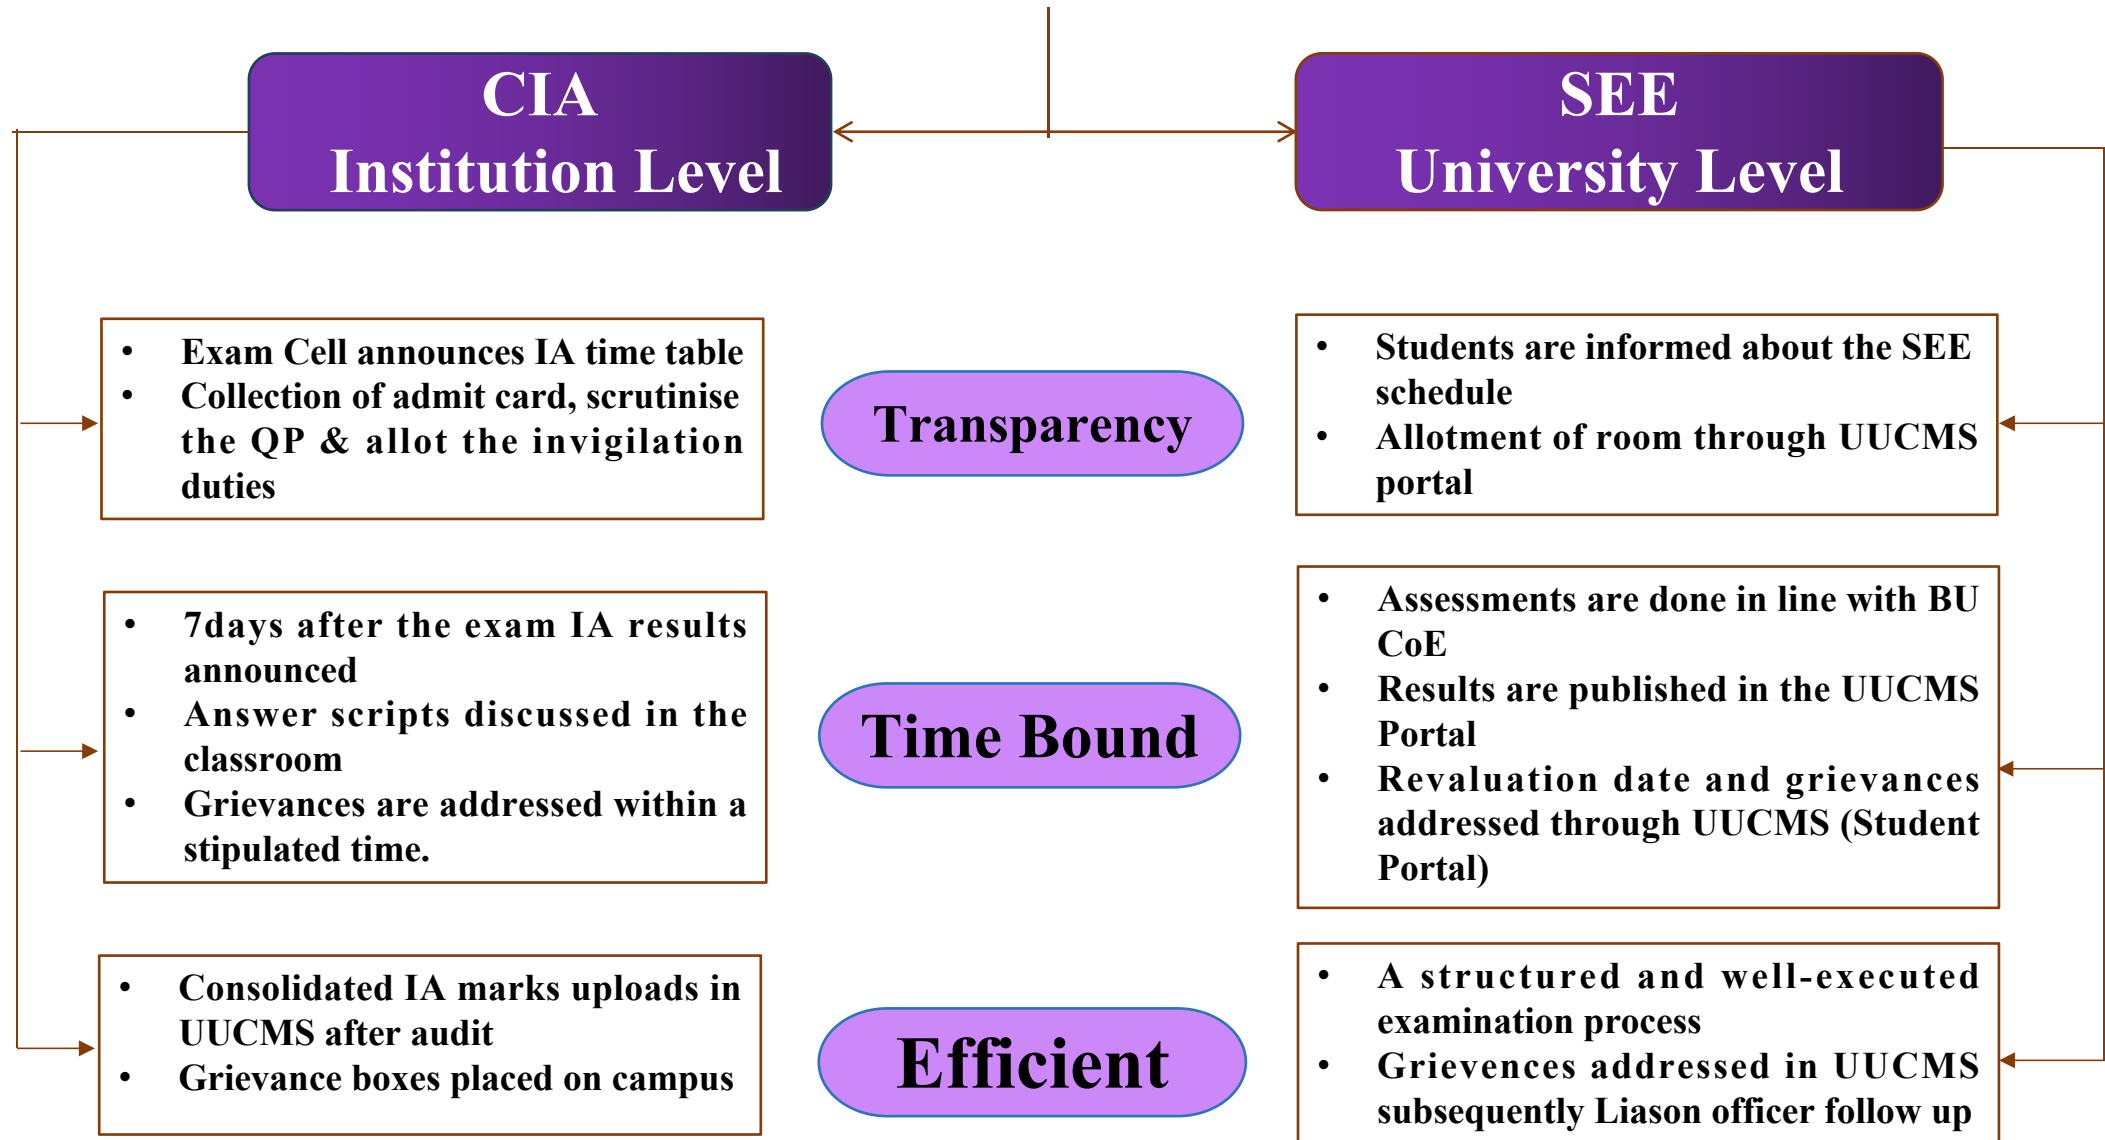 CIA
Institution Level
SEE
University Level
• Exam Cell announces IA time table
• Collection of admit card, scrutinise
the QP & allot the invigilation
duties
Transparency
• Students are informed about the SEE
schedule
• Allotment of room through UUCMS
portal
• 7days after the exam IA results
announced
• Answer scripts discussed in the
classroom
• Grievances are addressed within a
stipulated time.
Time Bound
• Assessments are done in line with BU
CoE
• Results are published in the UUCMS
Portal
• Revaluation date and grievances
addressed through UUCMS (Student
Portal)
• Consolidated IA marks uploads in
UUCMS after audit
• Grievance boxes placed on campus
Efficient
• A structured and well-executed
examination process
• Grievences addressed in UUCMS
subsequently Liason officer follow up